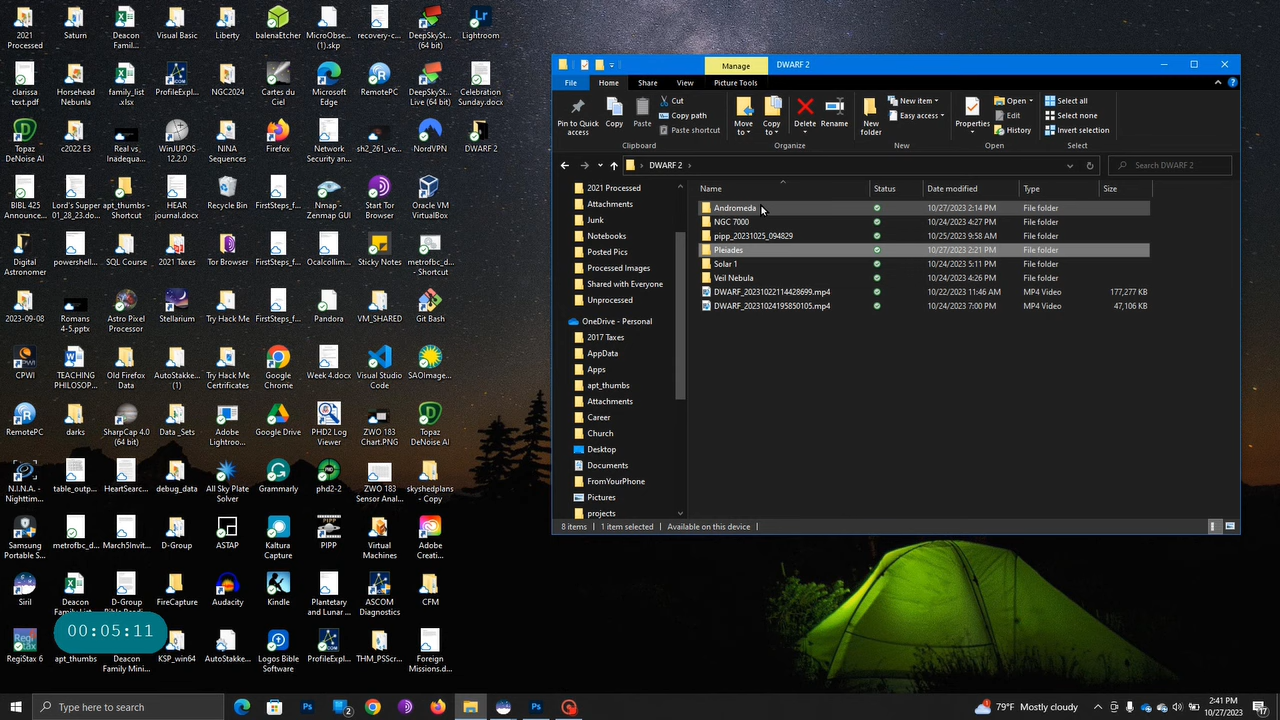 2021 Processed
Saturn
Deacon Fam...
Visual Basic
Liberty
balenaEtcher
MicroObse... (1).skp
recovery-c...
DeepSkySt... (64 bit)
Lightroom
clarissa text.pdf
Horsehead Nebula
family_list .xlsx
ProfileExpl...
NGC2024
Cartes du Ciel
Microsoft Edge
RemotePC
DeepSkySt... Live (64 bit)
Celebration Sunday.docx
Topaz DeNoise AI
c2022 E3
Real vs Inadequa...
WinJUPOS 12.2.0
NINA Sequences
Firefox
Network Security an...
sh2_261_ve...
NordVPN
DWARF 2
BIBL 425
Lord's Supper 01_28_23.do...
apt_thumbs - Shortcut
HEAR journal.docx
Recycle Bin
FirstSteps_f...
Nmap - Zenmap GUI
Start Tor Browser
Oracle VM VirtualBox
Digital Astronomer
powershell...
SQL Course
2021 Taxes
Tor Browser
FirstSteps_f...
Ocalcollim...
Sticky Notes
metrofbc_d... - Shortcut
2023-09-08
Romans 4-5.pptx
Astro Pixel Processor
Stellarium
Try Hack Me
FirstSteps_f...
Pandora
VM_SHARED
Git Bash
CPWI
TEACHING PHILOSOP...
Old Firefox Data
AutoStakke... (1)
Try Hack Me Certificates
Google Chrome
Week 4.docx
Visual Studio Code
SAOImage...
RemotePC
darks
SharpCap 4.0 (64 bit)
Adobe Lightroo...
Google Drive
PHD2 Log Viewer
Data _Sets
ZWO 183 Chart.PNG
Topaz DeNoise AI
N.I.N.A. - Nighttim...
table_outp...
HeartSearc...
debug_data
All Sky Plate Solver
Grammarly
phd2-2
ZWO 183 Sensor Anal...
skyshedplans - Copy
Samsung Portable S...
metrofbc_d...
March5Invit...
D-Group
ASTAP
Kaltura Capture
PIPP
Virtual Machines
Adobe Creati...
Siril
Deacon Family List...
D-Group
FireCapture
Audacity
Kindle
Planetary and Lunar ...
ASCOM Diagnostics
CFM
00:05:11
RegiStax 6
apt_thumbs
Deacon Family Mini...
KSP_win64
AutoStakke...
Logos Bible Software
ProfileExpl...
THM_PSScr...
Foreign Missions.d...
Manage
DWARF 2
File
Home
Share
View
Picture Tools
Pin to Quick access
Copy
Paste
Cut
Copy path
Paste shortcut
Clipboard
Move to
Copy to
Delete
Rename
Organize
New folder
New item
Easy access
New
Properties
Open
Edit
History
Open
Select all
Select none
Invert selection
Select
DWARF 2
Search DWARF 2
2021 Processed
Attachments
Junk
Notebooks
Posted Pics
Processed Images
Shared with Everyone
Unprocessed
OneDrive - Personal
2017 Taxes
AppData
Apps
apt_thumbs
Attachments
Career
Church
Desktop
Documents
FromYourPhone
Pictures
projects
Name Status Date modified Type Size
Andromeda 10/27/2023 2:14 PM File folder
NGC 7000 10/24/2023 4:27 PM File folder
pipp_20231025_094829 10/25/2023 9:58 AM File folder
Pleiades 10/27/2023 2:21 PM File folder
Solar 1 10/24/2023 5:11 PM File folder
Veil Nebula 10/24/2023 4:26 PM File folder
DWARF_20231022114428699.mp4 10/22/2023 11:46 AM MP4 Video 177,277 KB
DWARF_20231024195850105.mp4 10/24/2023 7:00 PM MP4 Video 47,106 KB
8 items 1 item selected Available on this device
Type here to search
2
79°F Mostly cloudy
2:41 PM
10/27/2023
17